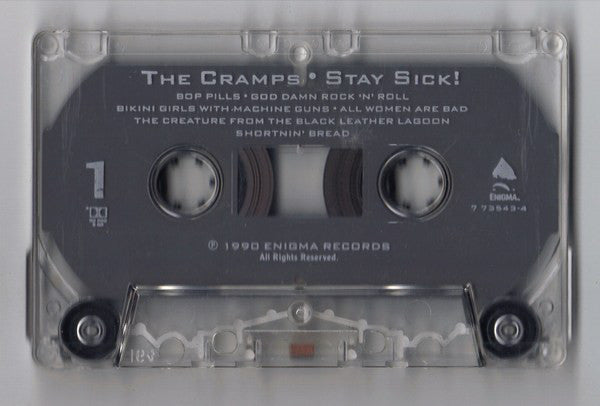 THE CRAMPS • STAY SICK!
BOP PILLS • GOD DAMN ROCK 'N' ROLL
BIKINI GIRLS WITH MACHINE GUNS • ALL WOMEN ARE BAD
THE CREATURE FROM THE BLACK LEATHER LAGOON
SHORTNIN' BREAD
1
ENIGMA
7 73543-4
℗ 1990 ENIGMA RECORDS
All Rights Reserved.